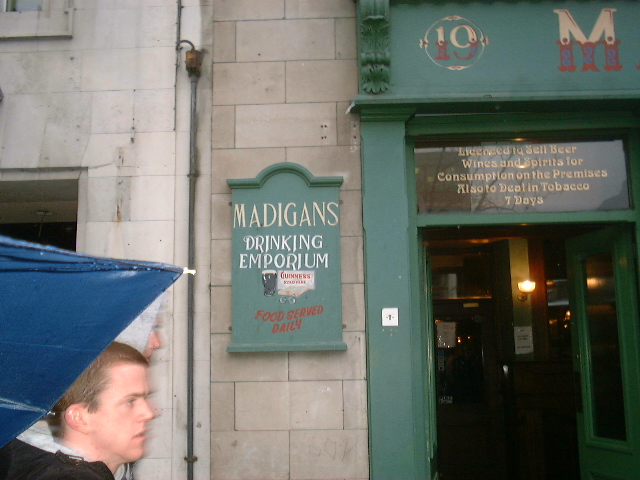 19 M
Licenced to Sell Beer
Wines and Spirits for
Consumption on the Premises
Also to Deal in Tobacco
7 Days
MADIGANS
DRINKING
EMPORIUM
GUINNESS
FOOD SERVED
DAILY